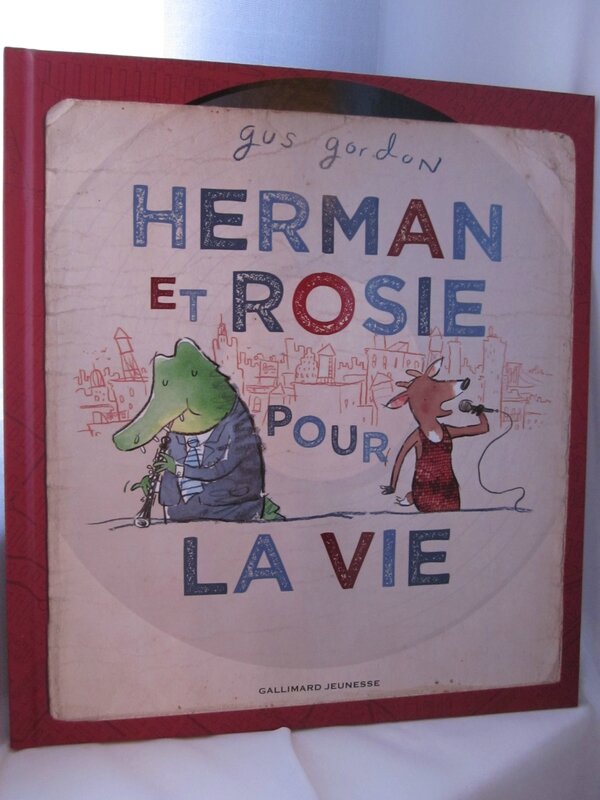 gus gordon
HERMAN
ET ROSIE
POUR
LA VIE
GALLIMARD JEUNESSE